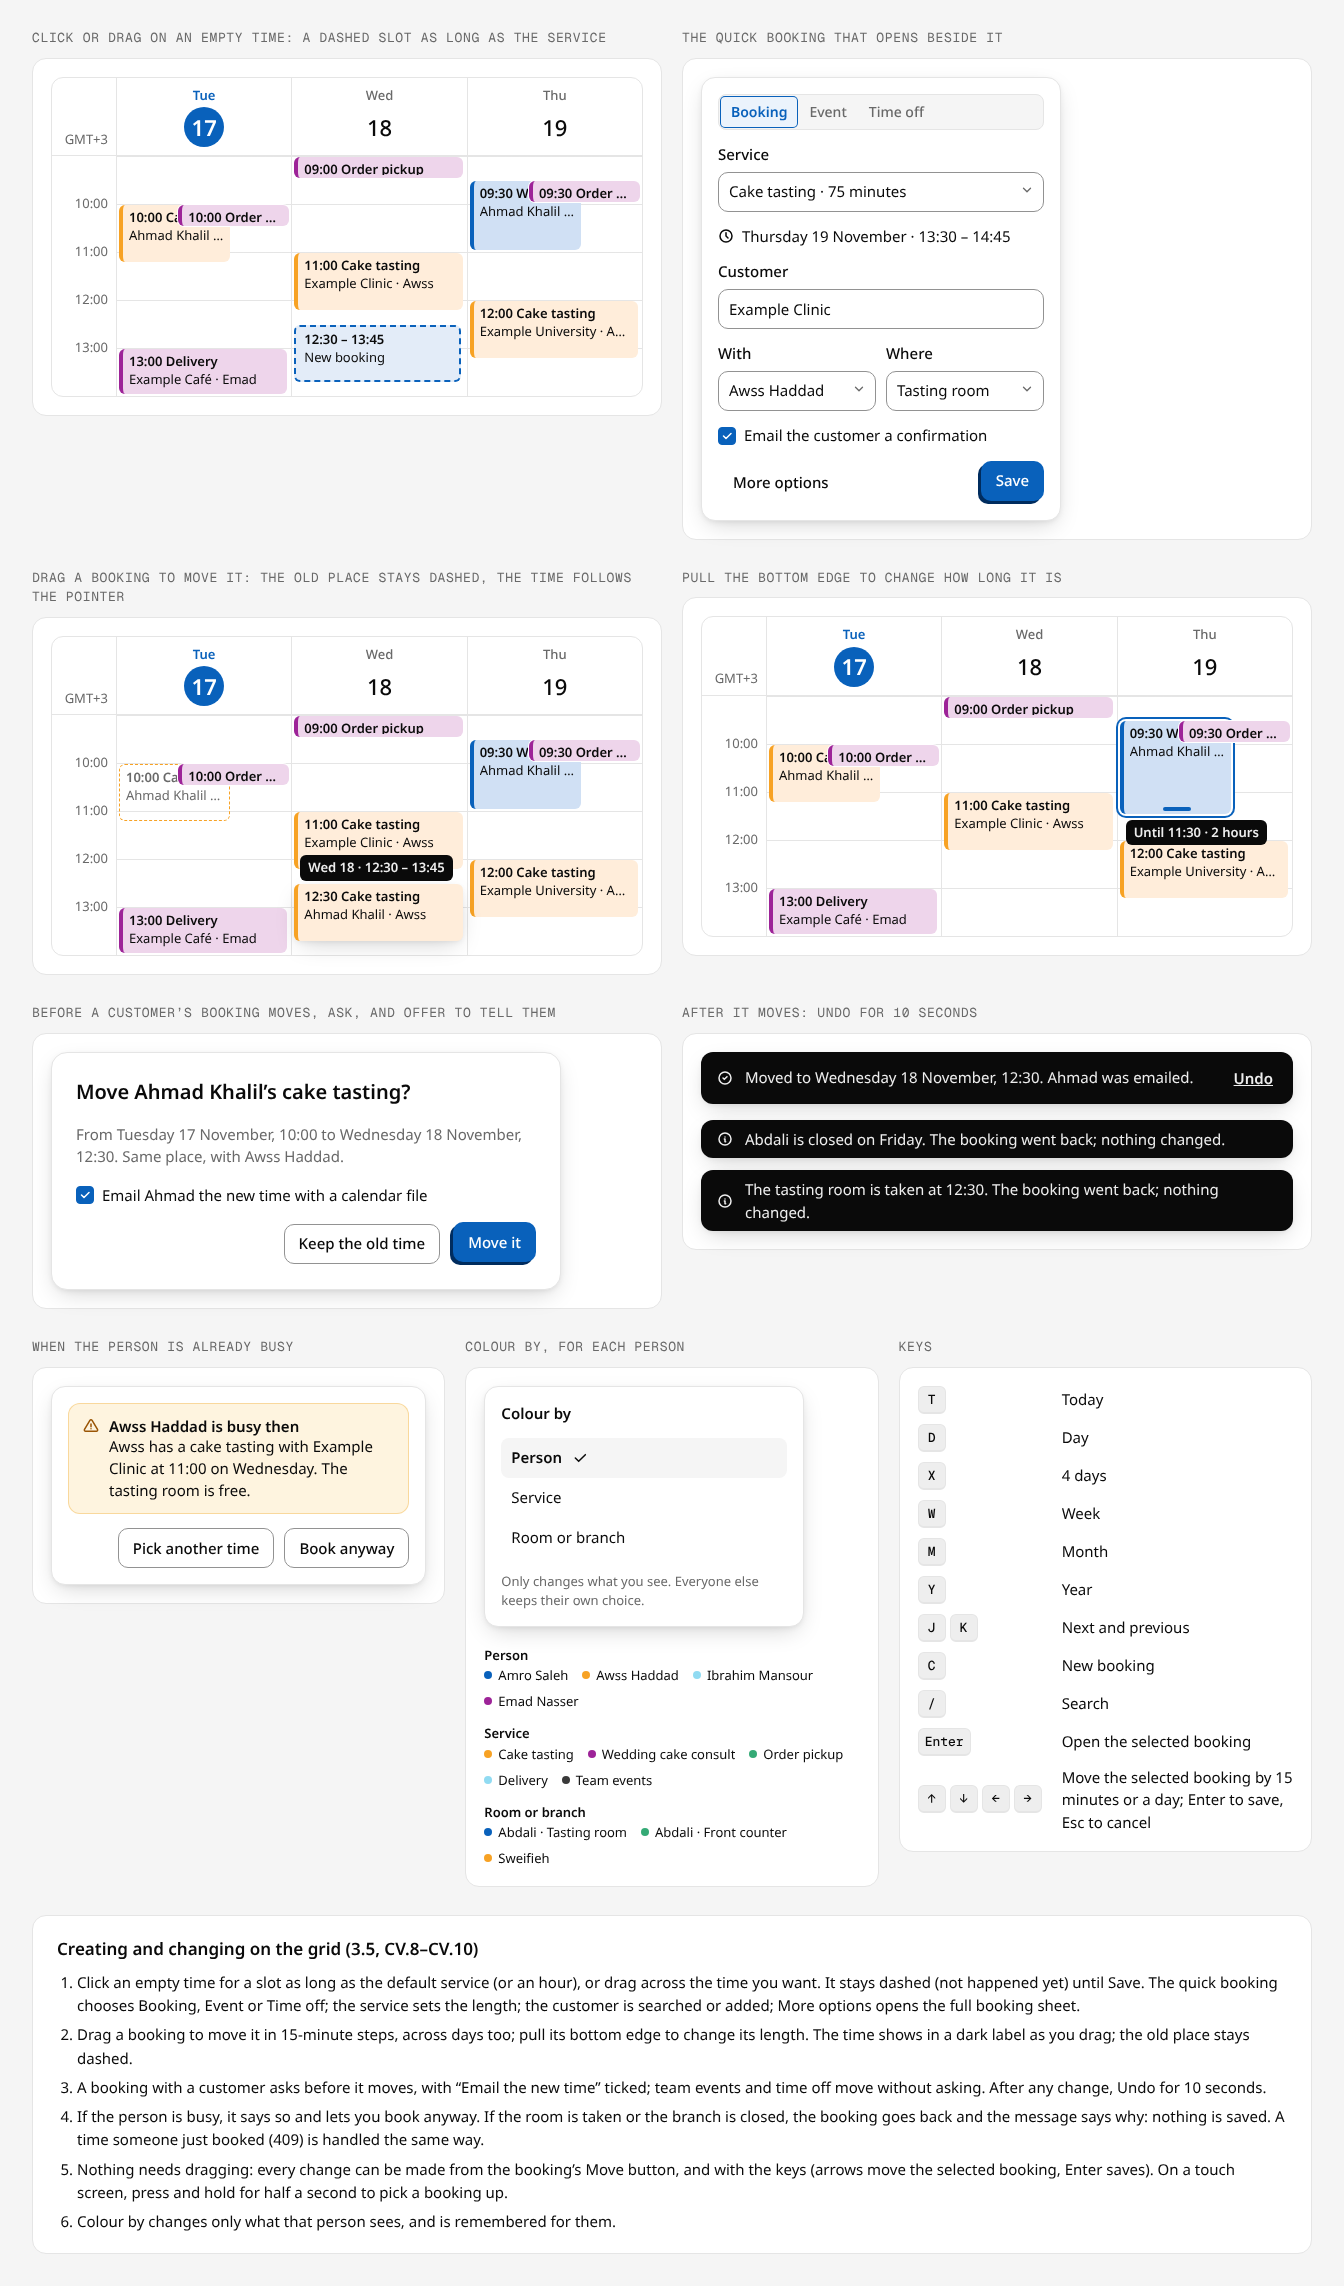 CLICK OR DRAG ON AN EMPTY TIME: A DASHED SLOT AS LONG AS THE SERVICE
GMT+3
Tue
17
Wed
18
Thu
19
10:00
11:00
12:00
13:00
10:00 Ca
Ahmad Khalil ...
10:00 Order ...
13:00 Delivery
Example Café · Emad
09:00 Order pickup
11:00 Cake tasting
Example Clinic · Awss
12:30 – 13:45
New booking
09:30 W
Ahmad Khalil ...
09:30 Order ...
12:00 Cake tasting
Example University · A...
THE QUICK BOOKING THAT OPENS BESIDE IT
Booking Event Time off
Service
Cake tasting · 75 minutes
Thursday 19 November · 13:30 – 14:45
Customer
Example Clinic
With Where
Awss Haddad Tasting room
Email the customer a confirmation
More options Save
DRAG A BOOKING TO MOVE IT: THE OLD PLACE STAYS DASHED, THE TIME FOLLOWS
THE POINTER
GMT+3
Tue
17
Wed
18
Thu
19
10:00
11:00
12:00
13:00
10:00 Ca
Ahmad Khalil ...
10:00 Order ...
13:00 Delivery
Example Café · Emad
09:00 Order pickup
11:00 Cake tasting
Example Clinic · Awss
Wed 18 · 12:30 – 13:45
12:30 Cake tasting
Ahmad Khalil · Awss
09:30 W
Ahmad Khalil ...
09:30 Order ...
12:00 Cake tasting
Example University · A...
PULL THE BOTTOM EDGE TO CHANGE HOW LONG IT IS
GMT+3
Tue
17
Wed
18
Thu
19
10:00
11:00
12:00
13:00
10:00 Ca
Ahmad Khalil ...
10:00 Order ...
13:00 Delivery
Example Café · Emad
09:00 Order pickup
11:00 Cake tasting
Example Clinic · Awss
09:30 W
Ahmad Khalil ...
09:30 Order ...
Until 11:30 · 2 hours
12:00 Cake tasting
Example University · A...
BEFORE A CUSTOMER'S BOOKING MOVES, ASK, AND OFFER TO TELL THEM
Move Ahmad Khalil’s cake tasting?
From Tuesday 17 November, 10:00 to Wednesday 18 November,
12:30. Same place, with Awss Haddad.
Email Ahmad the new time with a calendar file
Keep the old time Move it
AFTER IT MOVES: UNDO FOR 10 SECONDS
Moved to Wednesday 18 November, 12:30. Ahmad was emailed. Undo
Abdali is closed on Friday. The booking went back; nothing changed.
The tasting room is taken at 12:30. The booking went back; nothing
changed.
WHEN THE PERSON IS ALREADY BUSY
Awss Haddad is busy then
Awss has a cake tasting with Example
Clinic at 11:00 on Wednesday. The
tasting room is free.
Pick another time Book anyway
COLOUR BY, FOR EACH PERSON
Colour by
Person
Service
Room or branch
Only changes what you see. Everyone else
keeps their own choice.
Person
Amro Saleh Awss Haddad Ibrahim Mansour
Emad Nasser
Service
Cake tasting Wedding cake consult Order pickup
Delivery Team events
Room or branch
Abdali · Tasting room Abdali · Front counter
Sweifieh
KEYS
T Today
D Day
X 4 days
W Week
M Month
Y Year
J K Next and previous
C New booking
/ Search
Enter Open the selected booking
↑ ↓ ← → Move the selected booking by 15
minutes or a day; Enter to save,
Esc to cancel
Creating and changing on the grid (3.5, CV.8–CV.10)
1. Click an empty time for a slot as long as the default service (or an hour), or drag across the time you want. It stays dashed (not happened yet) until Save. The quick booking
chooses Booking, Event or Time off; the service sets the length; the customer is searched or added; More options opens the full booking sheet.
2. Drag a booking to move it in 15-minute steps, across days too; pull its bottom edge to change its length. The time shows in a dark label as you drag; the old place stays
dashed.
3. A booking with a customer asks before it moves, with “Email the new time” ticked; team events and time off move without asking. After any change, Undo for 10 seconds.
4. If the person is busy, it says so and lets you book anyway. If the room is taken or the branch is closed, the booking goes back and the message says why: nothing is saved. A
time someone just booked (409) is handled the same way.
5. Nothing needs dragging: every change can be made from the booking’s Move button, and with the keys (arrows move the selected booking, Enter saves). On a touch
screen, press and hold for half a second to pick a booking up.
6. Colour by changes only what that person sees, and is remembered for them.